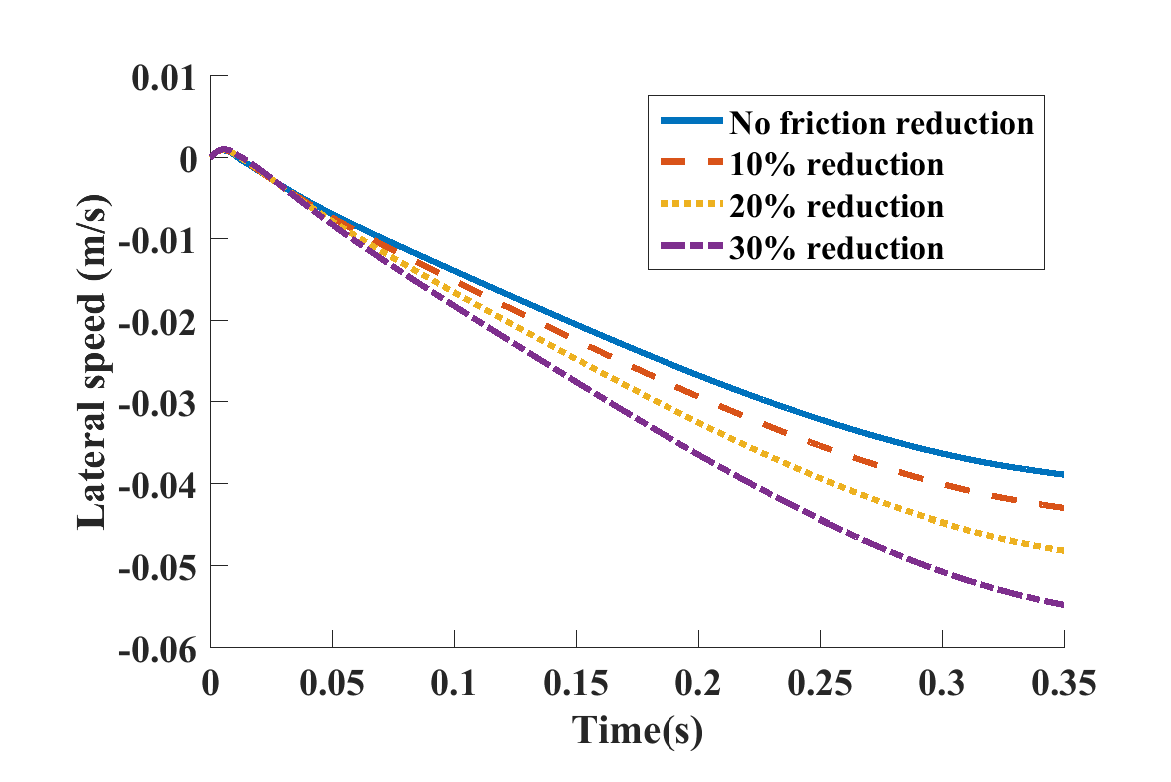 0.01
0
-0.01
-0.02
-0.03
-0.04
-0.05
-0.06
Lateral speed (m/s)
No friction reduction
10% reduction
20% reduction
30% reduction
0 0.05 0.1 0.15 0.2 0.25 0.3 0.35
Time(s)